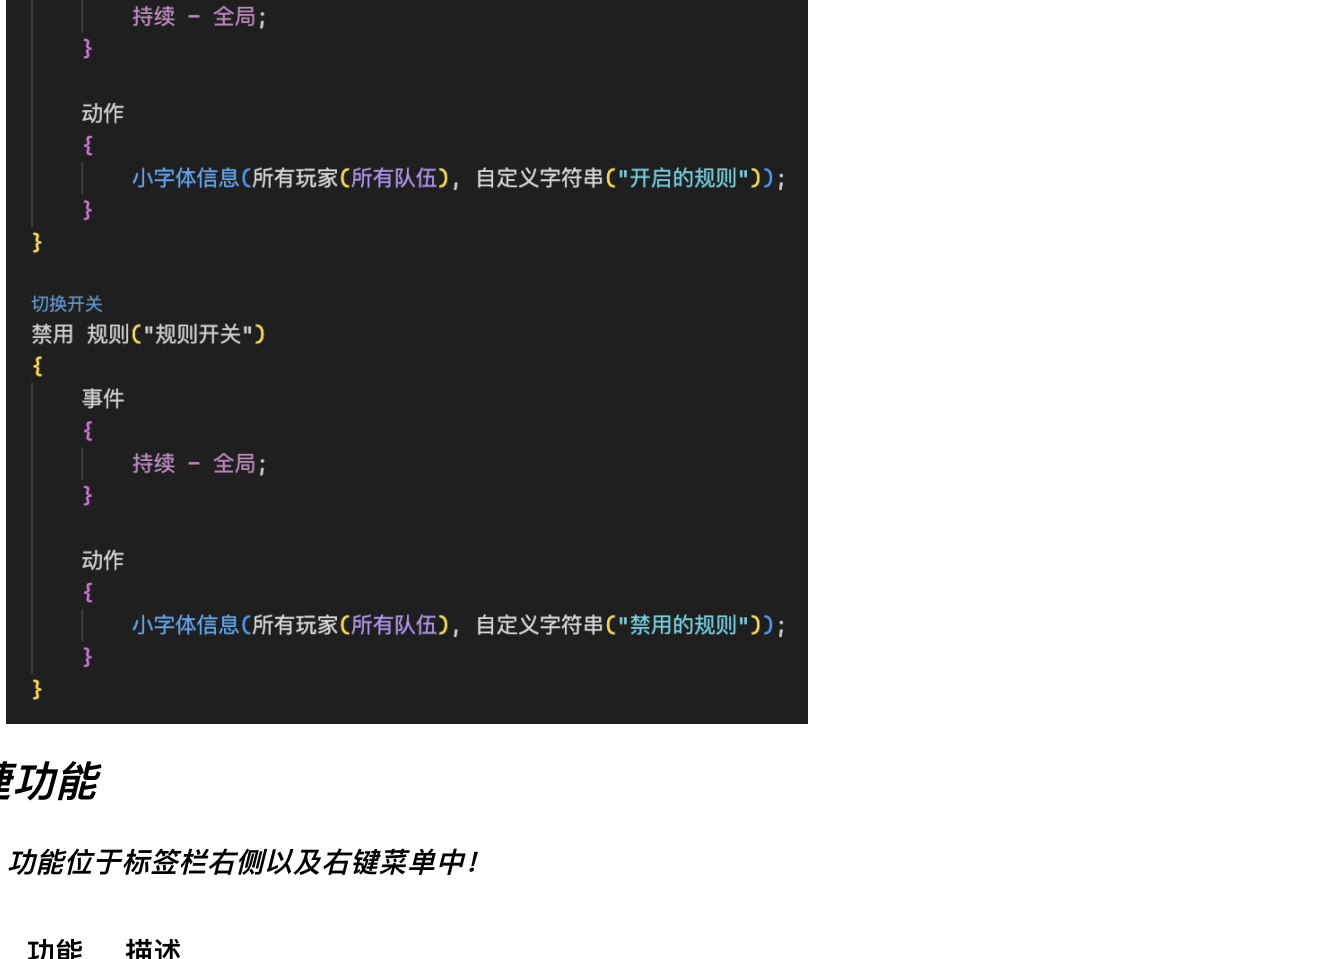 持续 - 全局;
}
动作
{
小字体信息(所有玩家(所有队伍), 自定义字符串("开启的规则"));
}
}
切换开关
禁用 规则("规则开关")
{
事件
{
持续 - 全局;
}
动作
{
小字体信息(所有玩家(所有队伍), 自定义字符串("禁用的规则"));
}
}
捷功能
功能位于标签栏右侧以及右键菜单中!
功能 描述